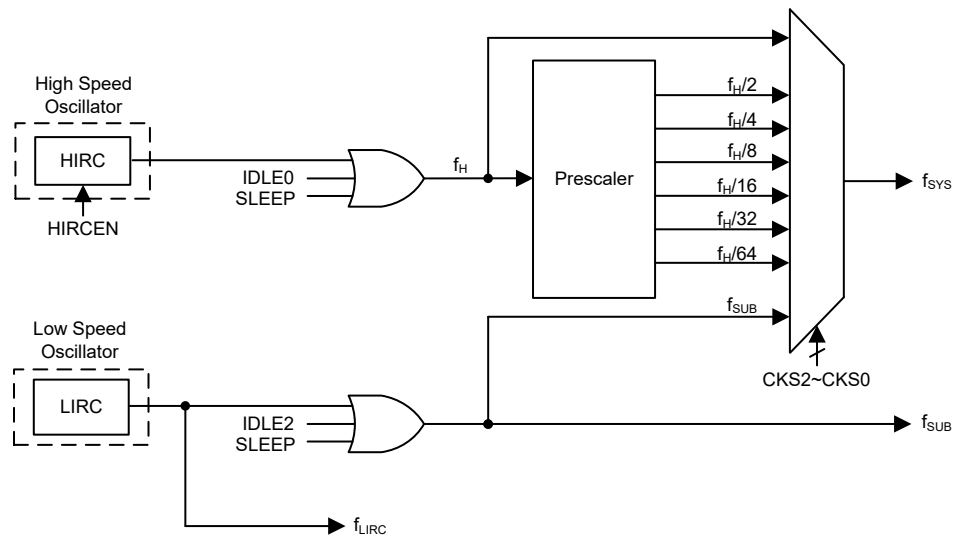 High Speed
Oscillator
HIRC
HIRCEN
IDLE0
SLEEP
fH
Prescaler
fH/2
fH/4
fH/8
fH/16
fH/32
fH/64
fSUB
fSYS
CKS2~CKS0
Low Speed
Oscillator
LIRC
IDLE2
SLEEP
fSUB
fLIRC